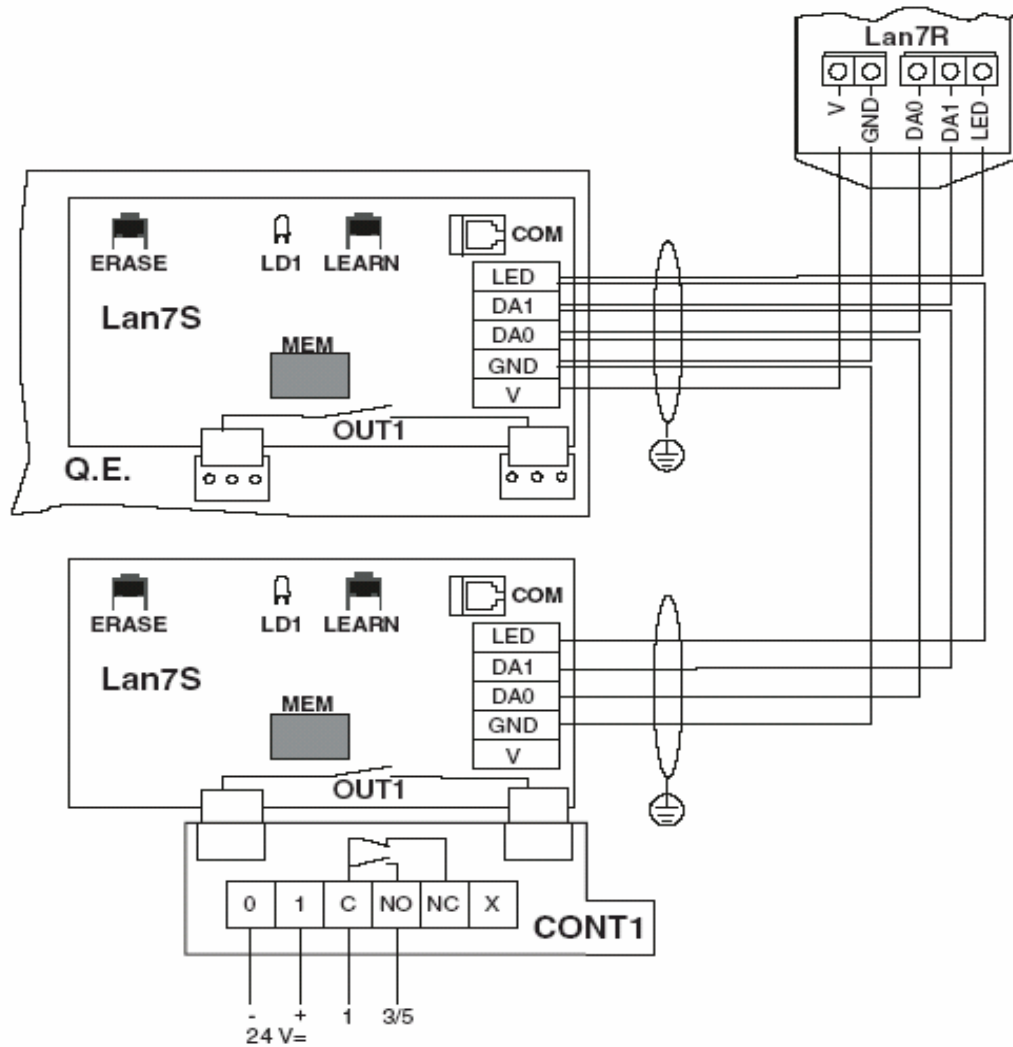 Lan7R
V GND DA0 DA1 LED
ERASE LD1 LEARN COM
LED
DA1
DA0
GND
V
Lan7S
MEM
OUT1
Q.E.
ERASE LD1 LEARN COM
LED
DA1
DA0
GND
V
Lan7S
MEM
OUT1
0 1 C NO NC X
CONT1
- + 1 3/5
24 V=